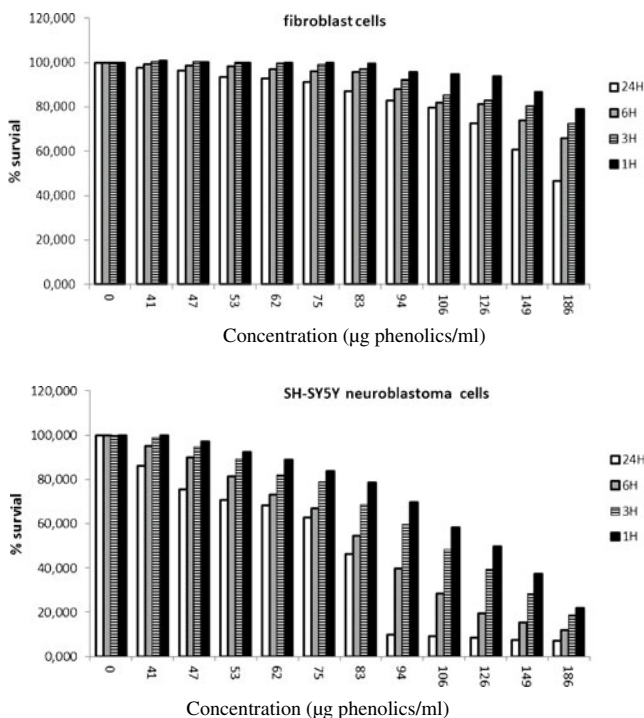 fibroblast cells
120,000
100,000
80,000
60,000
40,000
20,000
0,000
% survial
0 41 47 53 62 75 83 94 106 126 149 186
Concentration (µg phenolics/ml)
24H
6H
3H
1H
SH-SY5Y neuroblastoma cells
120,000
100,000
80,000
60,000
40,000
20,000
0,000
% survial
0 41 47 53 62 75 83 94 106 126 149 186
Concentration (µg phenolics/ml)
24H
6H
3H
1H